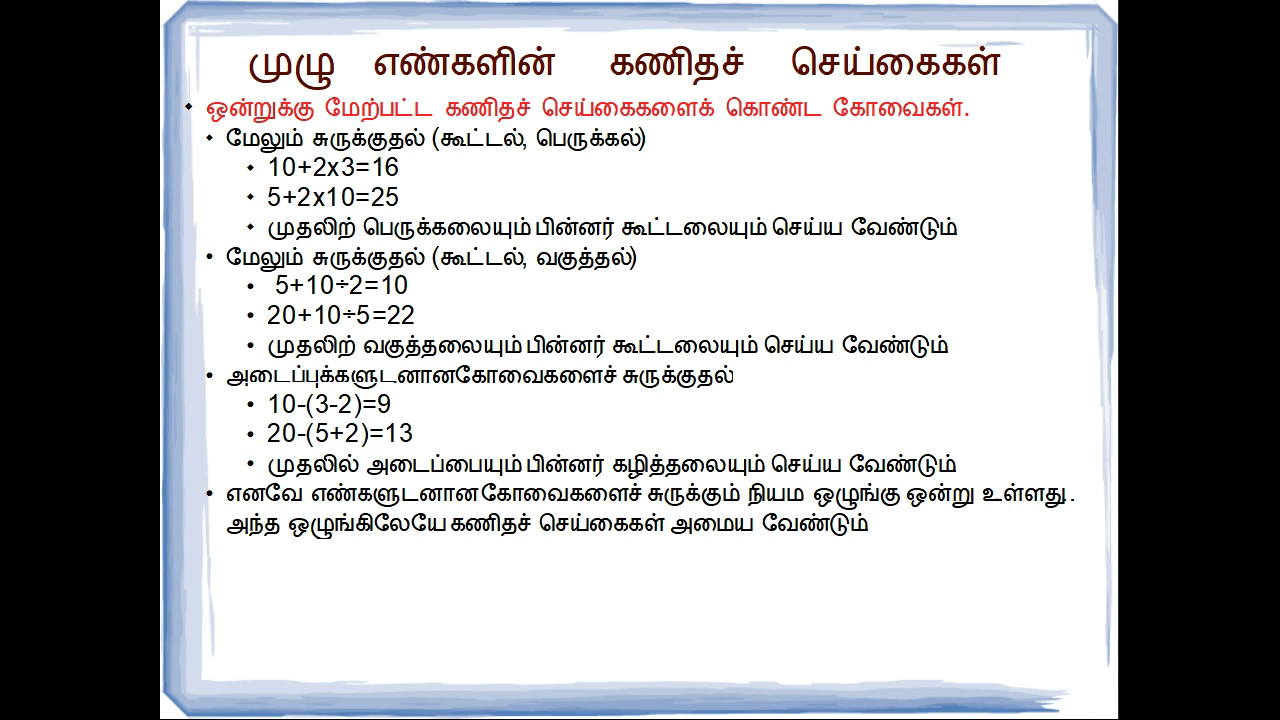 முழு எண்களின் கணிதச் செய்கைகள்
• ஒன்றுக்கு மேற்பட்ட கணிதச் செய்கைகளைக் கொண்ட கோவைகள்.
• மேலும் சுருக்குதல் (கூட்டல், பெருக்கல்)
• 10+2x3=16
• 5+2x10=25
• முதலிற் பெருக்கலையும் பின்னர் கூட்டலையும் செய்ய வேண்டும்
• மேலும் சுருக்குதல் (கூட்டல், வகுத்தல்)
• 5+10÷2=10
• 20+10÷5=22
• முதலிற் வகுத்தலையும் பின்னர் கூட்டலையும் செய்ய வேண்டும்
• அடைப்புக்களுடனானகோவைகளைச் சுருக்குதல்
• 10-(3-2)=9
• 20-(5+2)=13
• முதலில் அடைப்பையும் பின்னர் கழித்தலையும் செய்ய வேண்டும்
• எனவே எண்களுடனானகோவைகளைச் சுருக்கும் நியம ஒழுங்கு ஒன்று உள்ளது.
அந்த ஒழுங்கிலேயே கணிதச் செய்கைகள் அமைய வேண்டும்